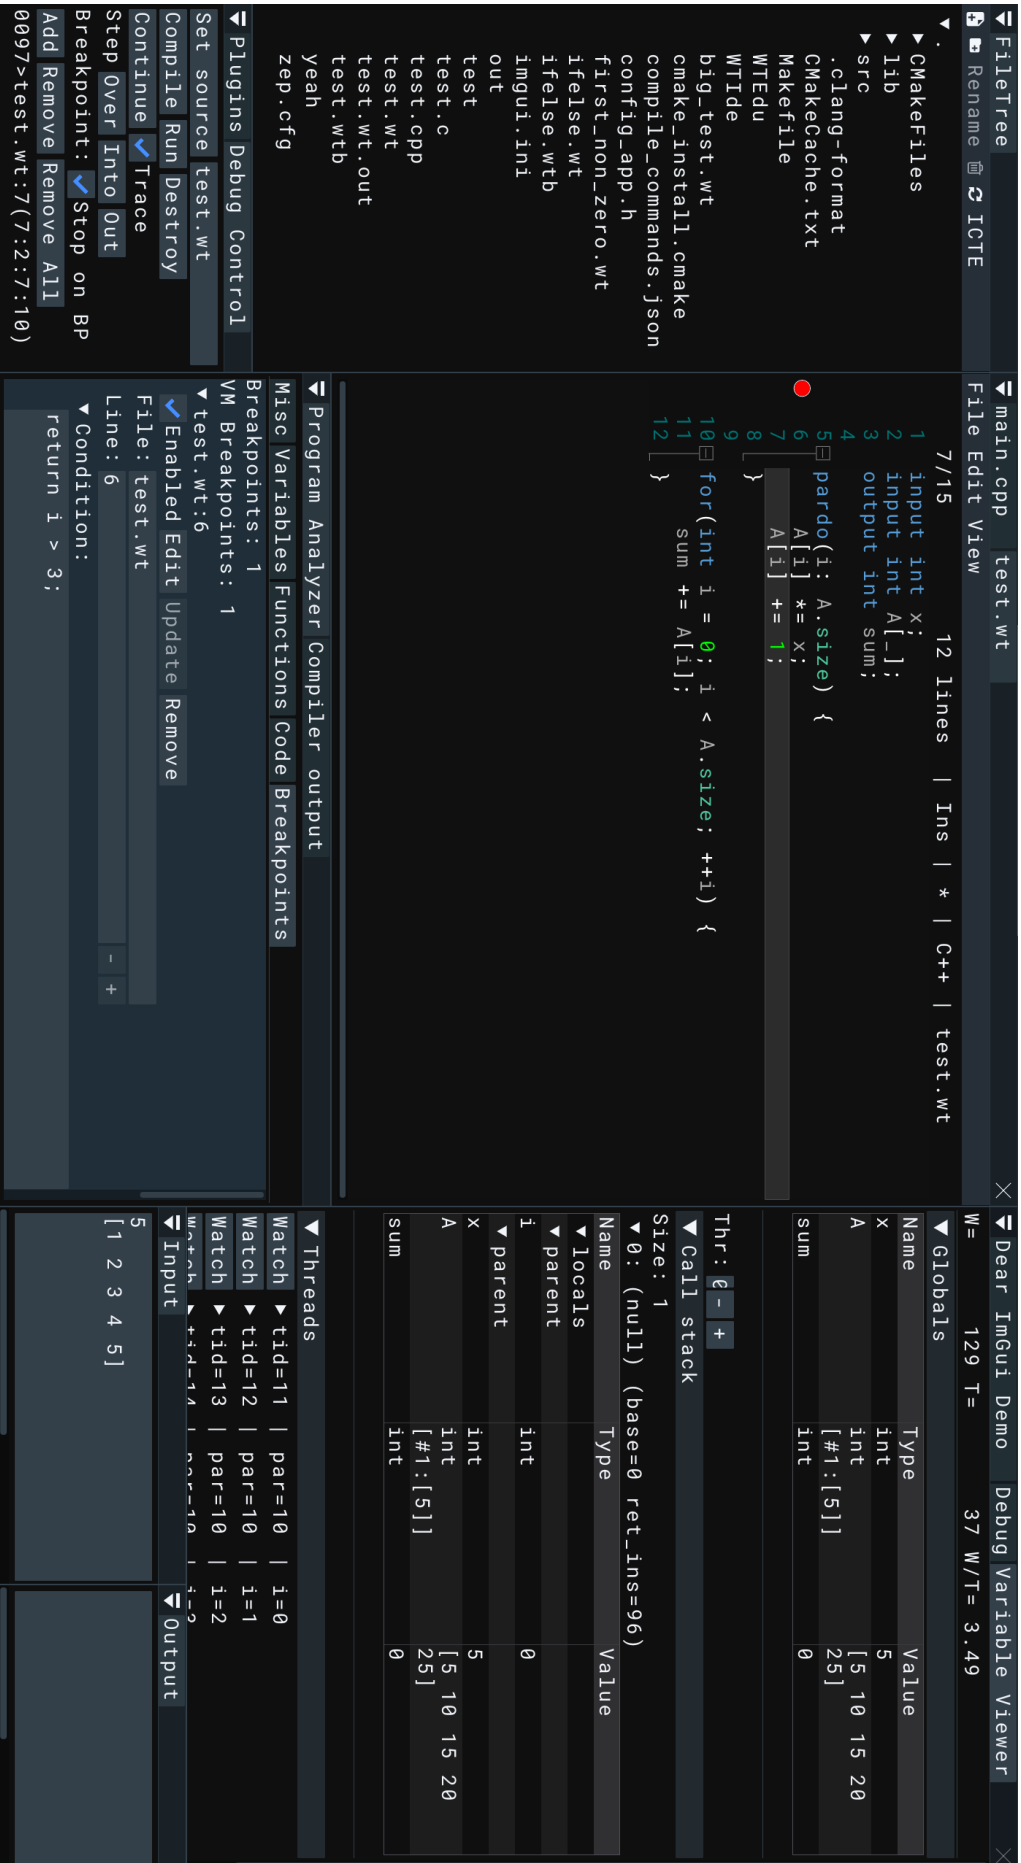 FileTree
Rename ICTE
.
CMakeFiles
lib
src
.clang-format
CMakeCache.txt
Makefile
WTEdu
WTIde
big_test.wt
cmake_install.cmake
compile_commands.json
config_app.h
first_non_zero.wt
ifelse.wt
ifelse.wtb
imgui.ini
out
test
test.c
test.cpp
test.wt
test.wt.out
test.wtb
yeah
zep.cfg
Plugins Debug Control
Set source test.wt
Compile Run Destroy
Continue Trace
Step Over Into Out
Breakpoint: Stop on BP
Add Remove Remove All
0097>test.wt:7(7:2:7:10)
main.cpp test.wt
File Edit View
7/15 12 lines | Ins | * | C++ | test.wt
1 input int x;
2 input int A[_];
3 output int sum;
4
5 pardo(i: A.size) {
6 A[i] *= x;
7 A[i] += 1;
8 }
9
10 for(int i = 0; i < A.size; ++i) {
11 sum += A[i];
12 }
Program Analyzer Compiler output
Misc Variables Functions Code Breakpoints
Breakpoints: 1
VM Breakpoints: 1
test.wt:6
Enabled Edit Update Remove
File: test.wt
Line: 6 - +
Condition:
return i > 3;
Dear ImGui Demo Debug Variable Viewer
W= 129 T= 37 W/T= 3.49
Globals
Name Type Value
x int 5
A int [5 10 15 20
[#1:[5]] 25]
sum int 0
Thr: - +
Call stack
Size: 1
0: (null) (base=0 ret_ins=96)
Name Type Value
locals
parent
i int 0
parent
x int 5
A int [5 10 15 20
[#1:[5]] 25]
sum int 0
Threads
Watch tid=11 | par=10 | i=0
Watch tid=12 | par=10 | i=1
Watch tid=13 | par=10 | i=2
Watch tid=14 | par=10 | i=3
Input
5
[1 2 3 4 5]
Output